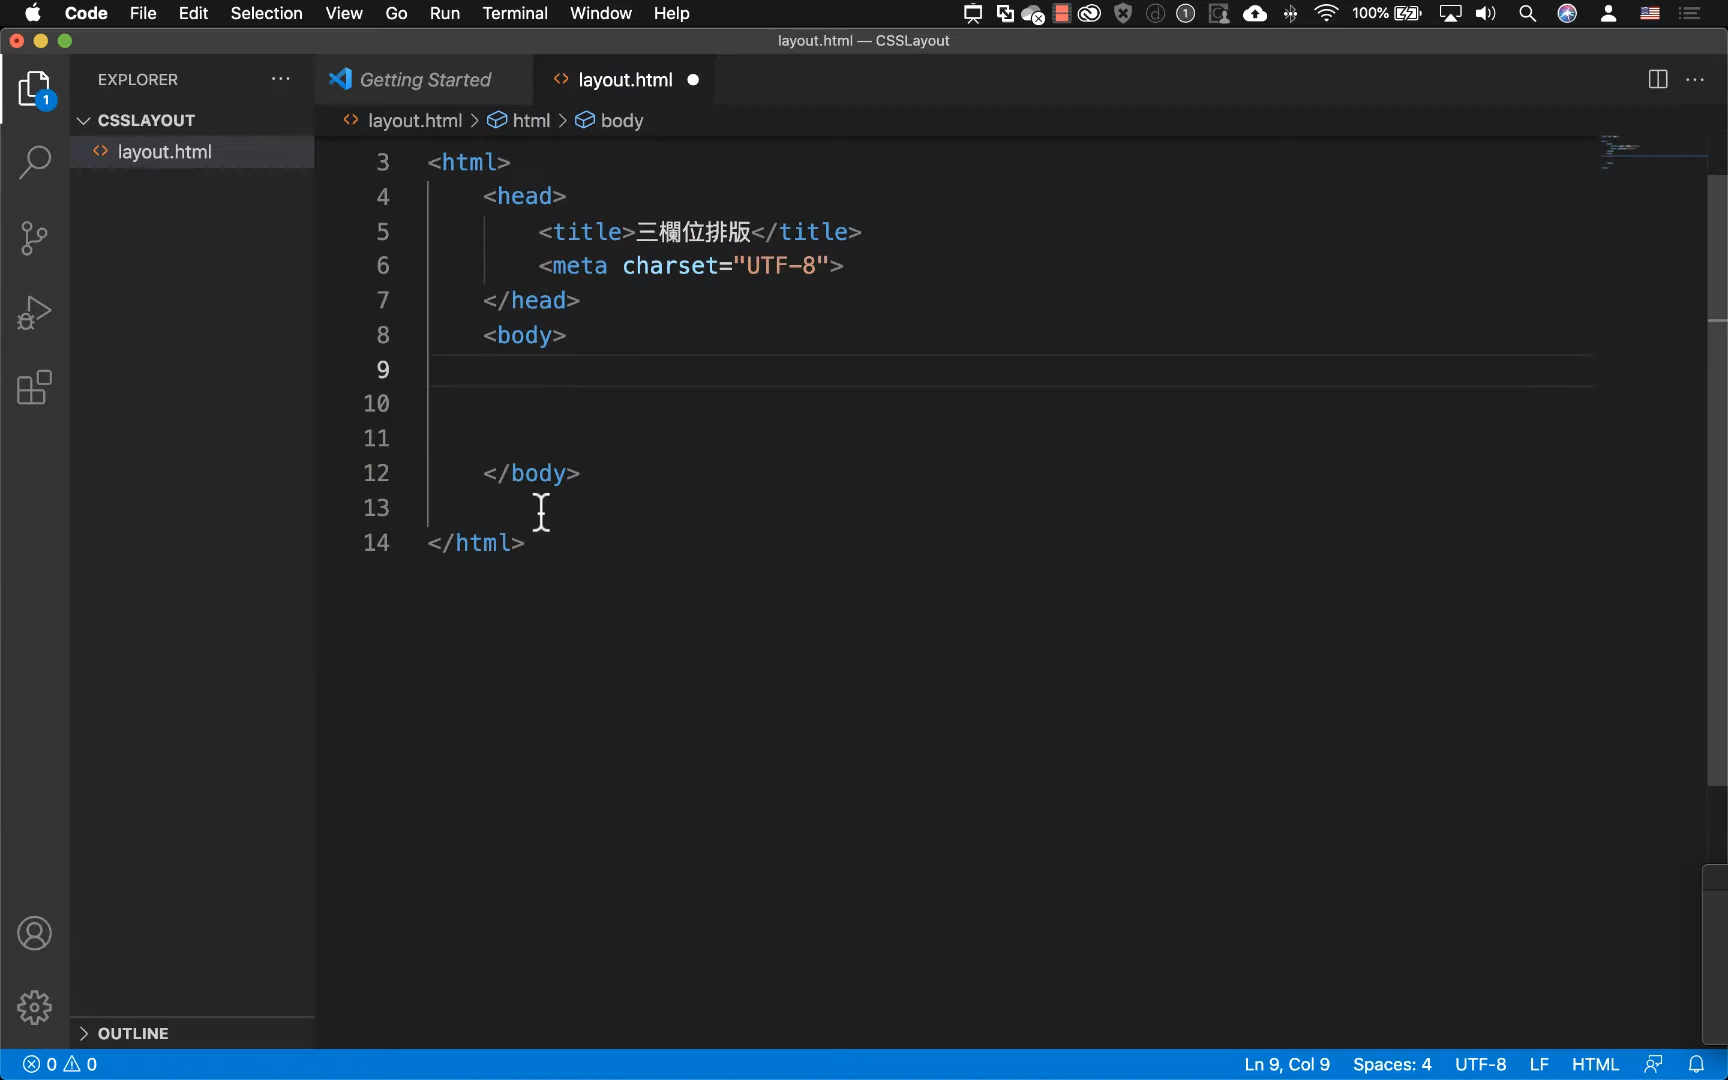 Code File Edit Selection View Go Run Terminal Window Help 100%
layout.html — CSSLayout
EXPLORER
Getting Started
layout.html
1
CSSLAYOUT
layout.html > html > body
layout.html
3 <html>
4 <head>
5 <title>三欄位排版</title>
6 <meta charset="UTF-8">
7 </head>
8 <body>
9
10
11
12 </body>
13
14 </html>
OUTLINE
0 0 Ln 9, Col 9 Spaces: 4 UTF-8 LF HTML